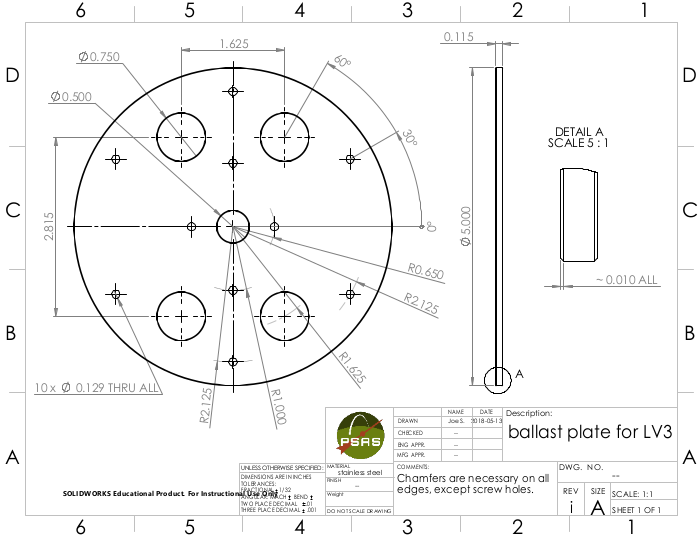 6 5 4 3 2 1
D D
C C
B B
A A
1.625
0.115
Ø0.750
60°
Ø0.500
30°
DETAIL A
SCALE 5 : 1
2.815
0°
Ø5.000
R0.650
~ 0.010 ALL
R2.125
R1.625
A
10 x Ø 0.129 THRU ALL
R2.125
R1.000
PSAS
NAME DATE
DRAWN Joe S. 2018-05-13
CHECKED --
ENG APPR. --
MFG APPR. --
Description:
ballast plate for LV3
UNLESS OTHERWISE SPECIFIED:
DIMENSIONS ARE IN INCHES
TOLERANCES:
FRACTIONAL ±1/32
ANGULAR: MACH ± BEND ±
TWO PLACE DECIMAL ±.01
THREE PLACE DECIMAL ±.001
SOLIDWORKS Educational Product. For Instructional Use Only.
MATERIAL
stainless steel
FINISH
--
Weight
DO NOT SCALE DRAWING
COMMENTS:
Chamfers are necessary on all
edges, except screw holes.
DWG. NO.
--
REV
i
SIZE
A
SCALE: 1:1
SHEET 1 OF 1
6 5 4 3 2 1